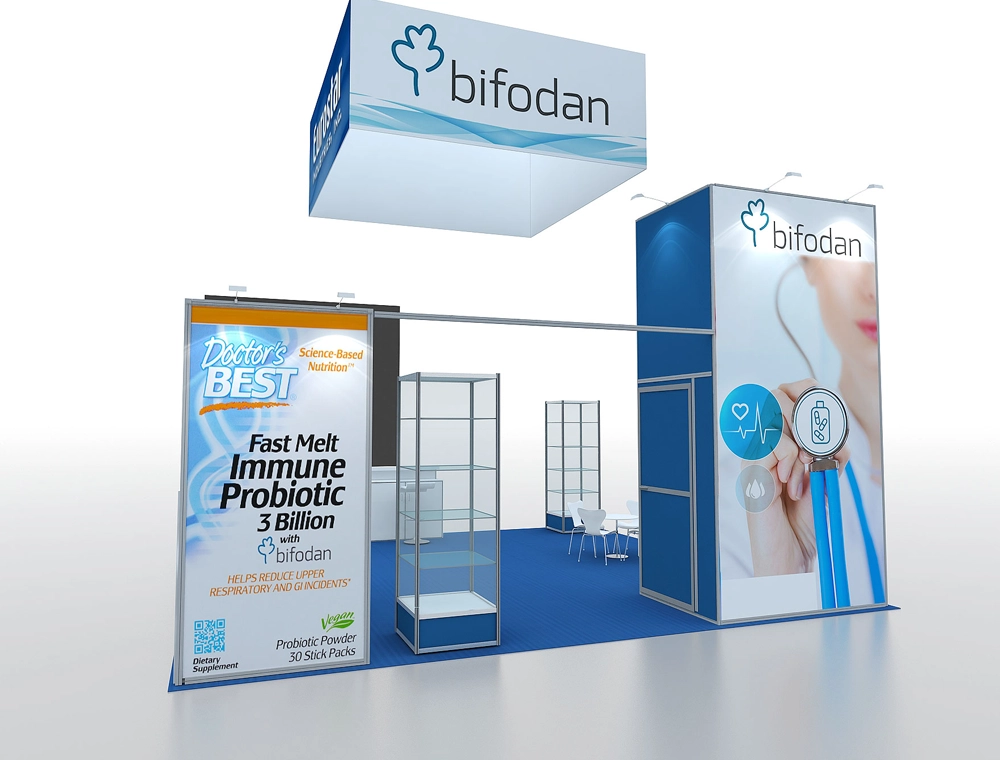 bifodan
Eurostar
bifodan
Doctor's
BEST
Science-Based
Nutrition™
Fast Melt
Immune
Probiotic
3 Billion
with
bifodan
HELPS REDUCE UPPER
RESPIRATORY AND GI INCIDENTS*
Vegan
Probiotic Powder
30 Stick Packs
Dietary
Supplement